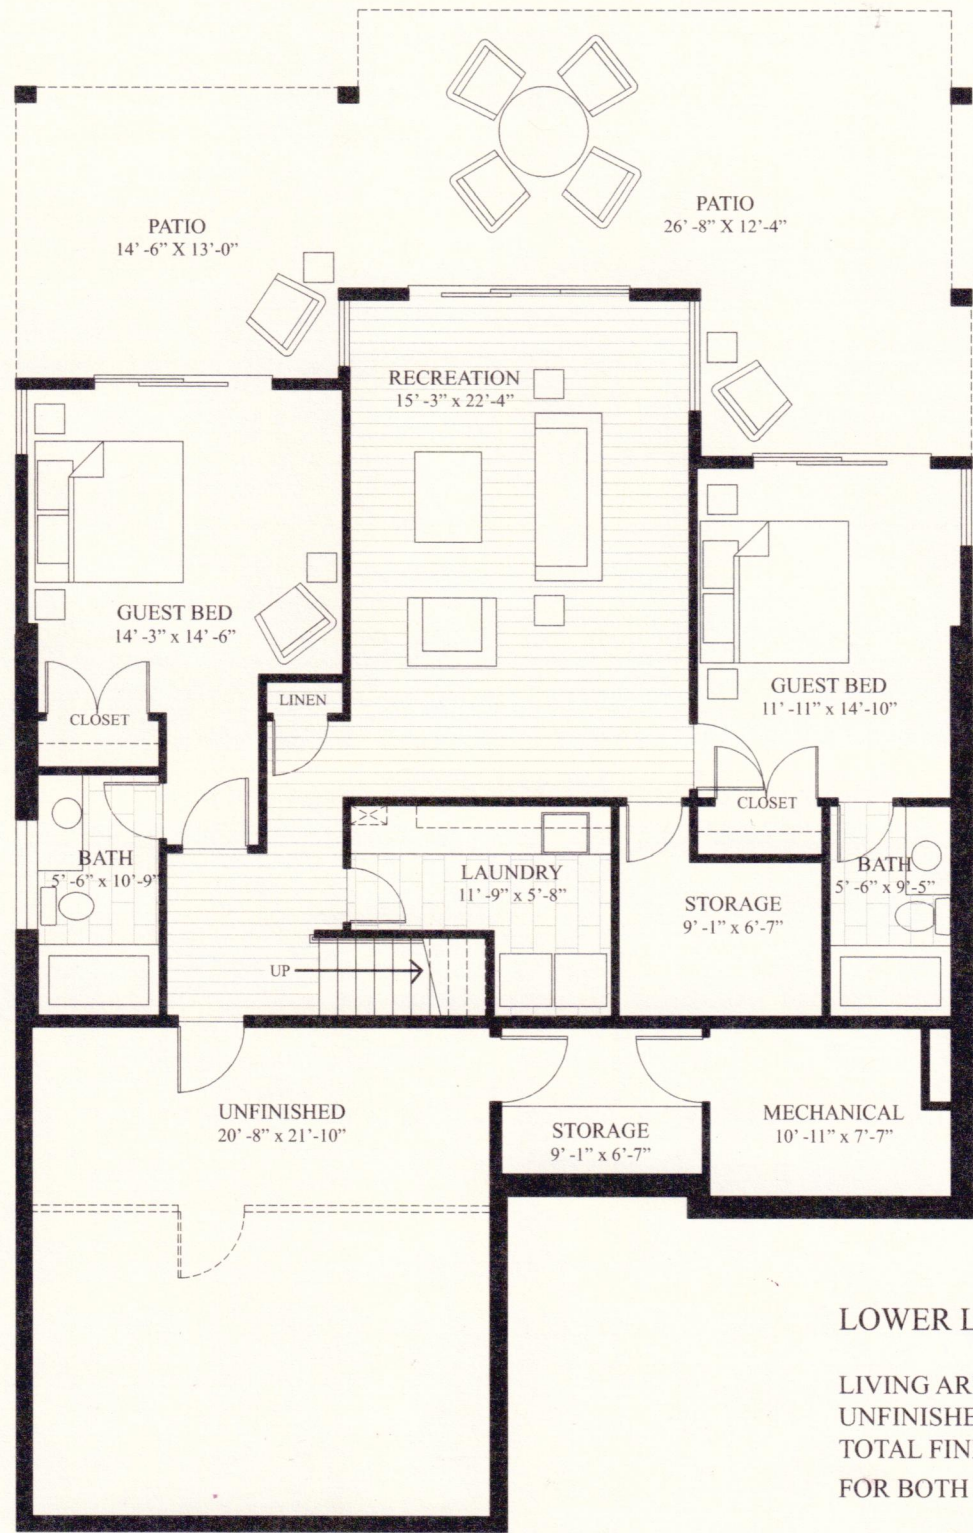 PATIO
14' -6” X 13'-0”
PATIO
26' -8” X 12'-4”
RECREATION
15' -3” x 22'-4”
GUEST BED
14' -3” x 14' -6”
GUEST BED
11' -11” x 14'-10”
LINEN
CLOSET
CLOSET
BATH
5' -6” x 10'-9”
LAUNDRY
11' -9” x 5'-8”
STORAGE
9' -1” x 6'-7”
BATH
5' -6” x 9'-5”
UP
UNFINISHED
20' -8” x 21'-10”
STORAGE
9' -1” x 6'-7”
MECHANICAL
10' -11” x 7'-7”
LOWER L
LIVING AR
UNFINISHE
TOTAL FIN
FOR BOTH